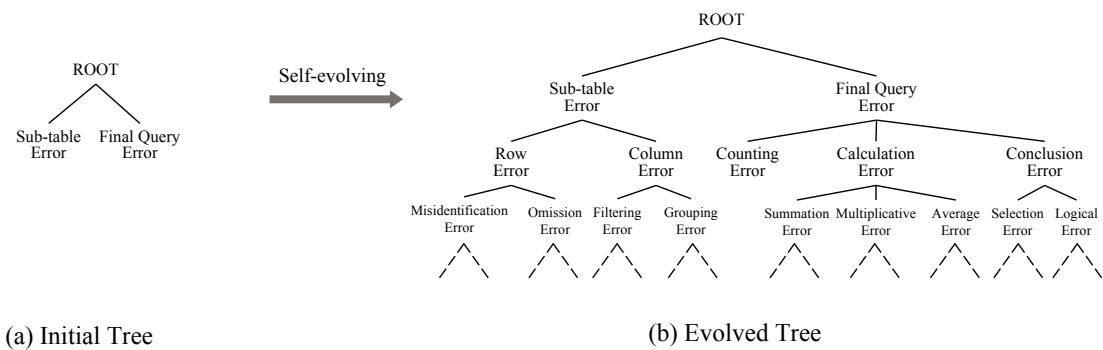 ROOT
Sub-table
Error
Final Query
Error
Self-evolving
ROOT
Sub-table
Error
Final Query
Error
Row
Error
Column
Error
Counting
Error
Calculation
Error
Conclusion
Error
Misidentification
Error
Omission
Error
Filtering
Error
Grouping
Error
Summation
Error
Multiplicative
Error
Average
Error
Selection
Error
Logical
Error
(a) Initial Tree
(b) Evolved Tree